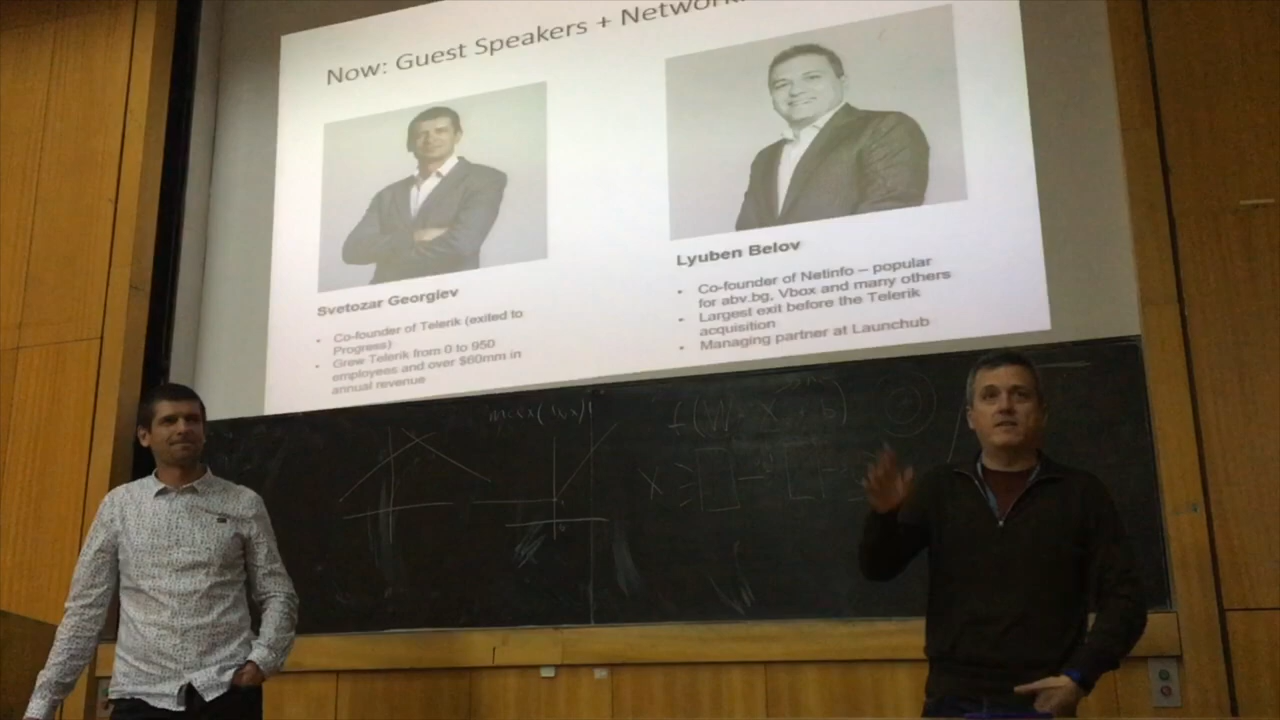 Now: Guest Speakers + Network
Svetozar Georgiev
• Co-founder of Telerik (exited to
Progress)
• Grew Telerik from 0 to 950
employees and over $60mm in
annual revenue
Lyuben Belov
• Co-founder of Netinfo – popular
for abv.bg, Vbox and many others
• Largest exit before the Telerik
acquisition
• Managing partner at Launchub
X